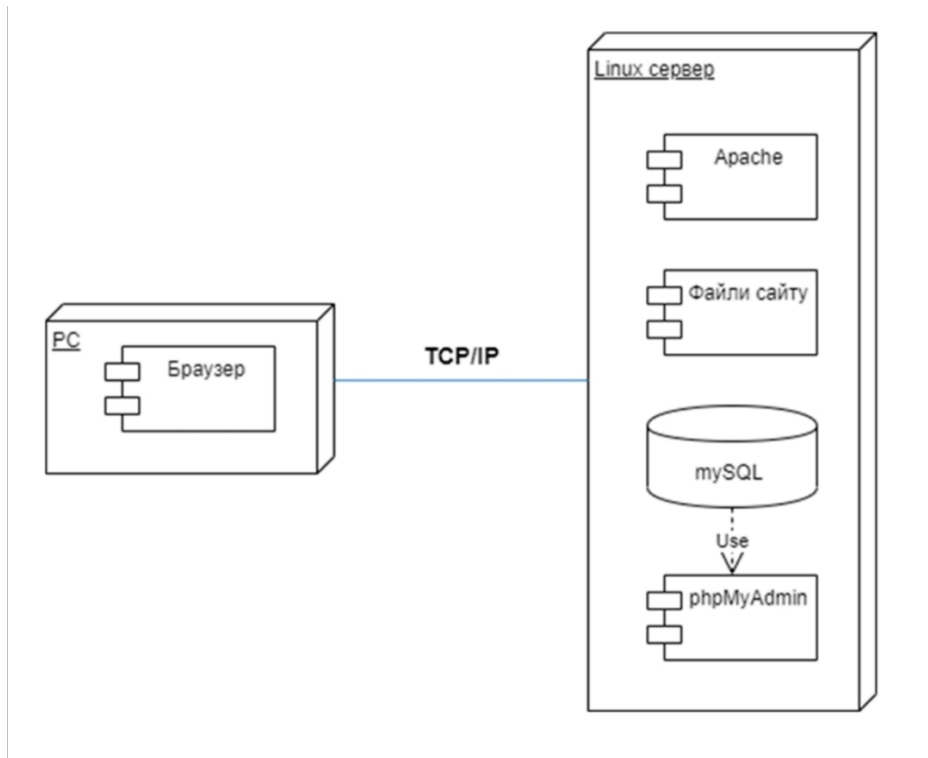 Linux сервер
Apache
Файли сайту
PC
Браузер
TCP/IP
mySQL
Use
phpMyAdmin